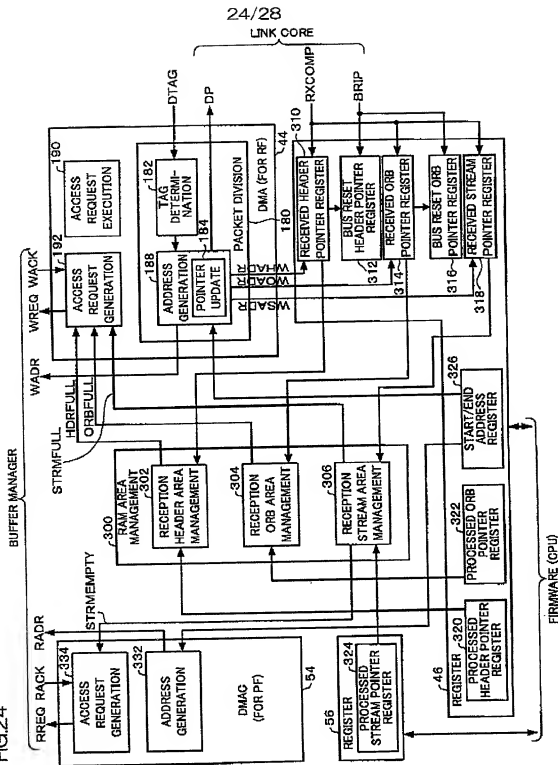 24/28
FIG.24
BUFFER MANAGER
LINK CORE
RREQ RACK
RADR
WADR
WREQ WACK
DTAG
DP
RXCOMP
BRIP
334
ACCESS
REQUEST
GENERATION
332
ADDRESS
GENERATION
DMAC
(FOR PF)
54
STRMEMPTY
STRMFULL
HDRFULL
ORBFULL
192
ACCESS
REQUEST
GENERATION
190
ACCESS
REQUEST
EXECUTION
188
ADDRESS
GENERATION
POINTER
UPDATE
184
182
TAG
DETERMI-
NATION
PACKET DIVISION
180
DMA (FOR RF)
44
WHADR
WOADR
WSADR
300
RAM AREA
MANAGEMENT
302
RECEPTION
HEADER AREA
MANAGEMENT
304
RECEPTION
ORB AREA
MANAGEMENT
306
RECEPTION
STREAM AREA
MANAGEMENT
310
RECEIVED HEADER
POINTER REGISTER
BUS RESET
HEADER POINTER
REGISTER
312
RECEIVED ORB
POINTER REGISTER
314
BUS RESET ORB
POINTER REGISTER
316
RECEIVED STREAM
POINTER REGISTER
318
326
START/END
ADDRESS
REGISTER
322
PROCESSED ORB
POINTER
REGISTER
REGISTER
320
PROCESSED
HEADER POINTER
REGISTER
46
56
REGISTER
324
PROCESSED
STREAM POINTER
REGISTER
FIRMWARE (CPU)